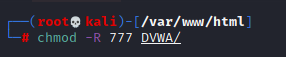 ┌──(root💀kali)-[/var/www/html]
└─# chmod -R 777 DVWA/